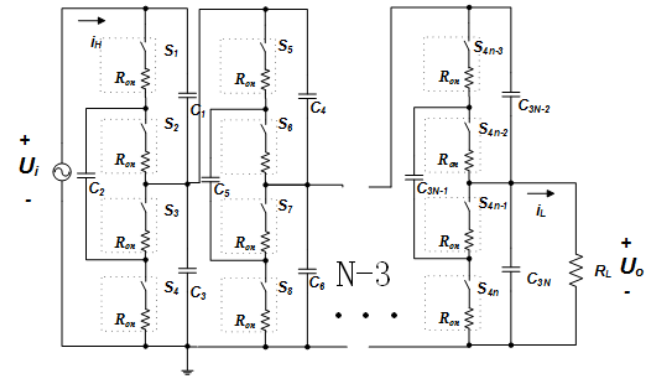 i_H
S_1
R_on
C_1
S_2
R_on
C_2
+
U_i
-
S_3
R_on
C_3
S_4
R_on
S_5
R_on
C_4
S_6
R_on
C_5
S_7
R_on
C_6
S_8
R_on
N-3
• • •
S_4n-3
R_on
C_3N-2
S_4n-2
R_on
C_3N-1
S_4n-1
R_on
i_L
C_3N
S_4n
R_on
R_L
+
U_o
-